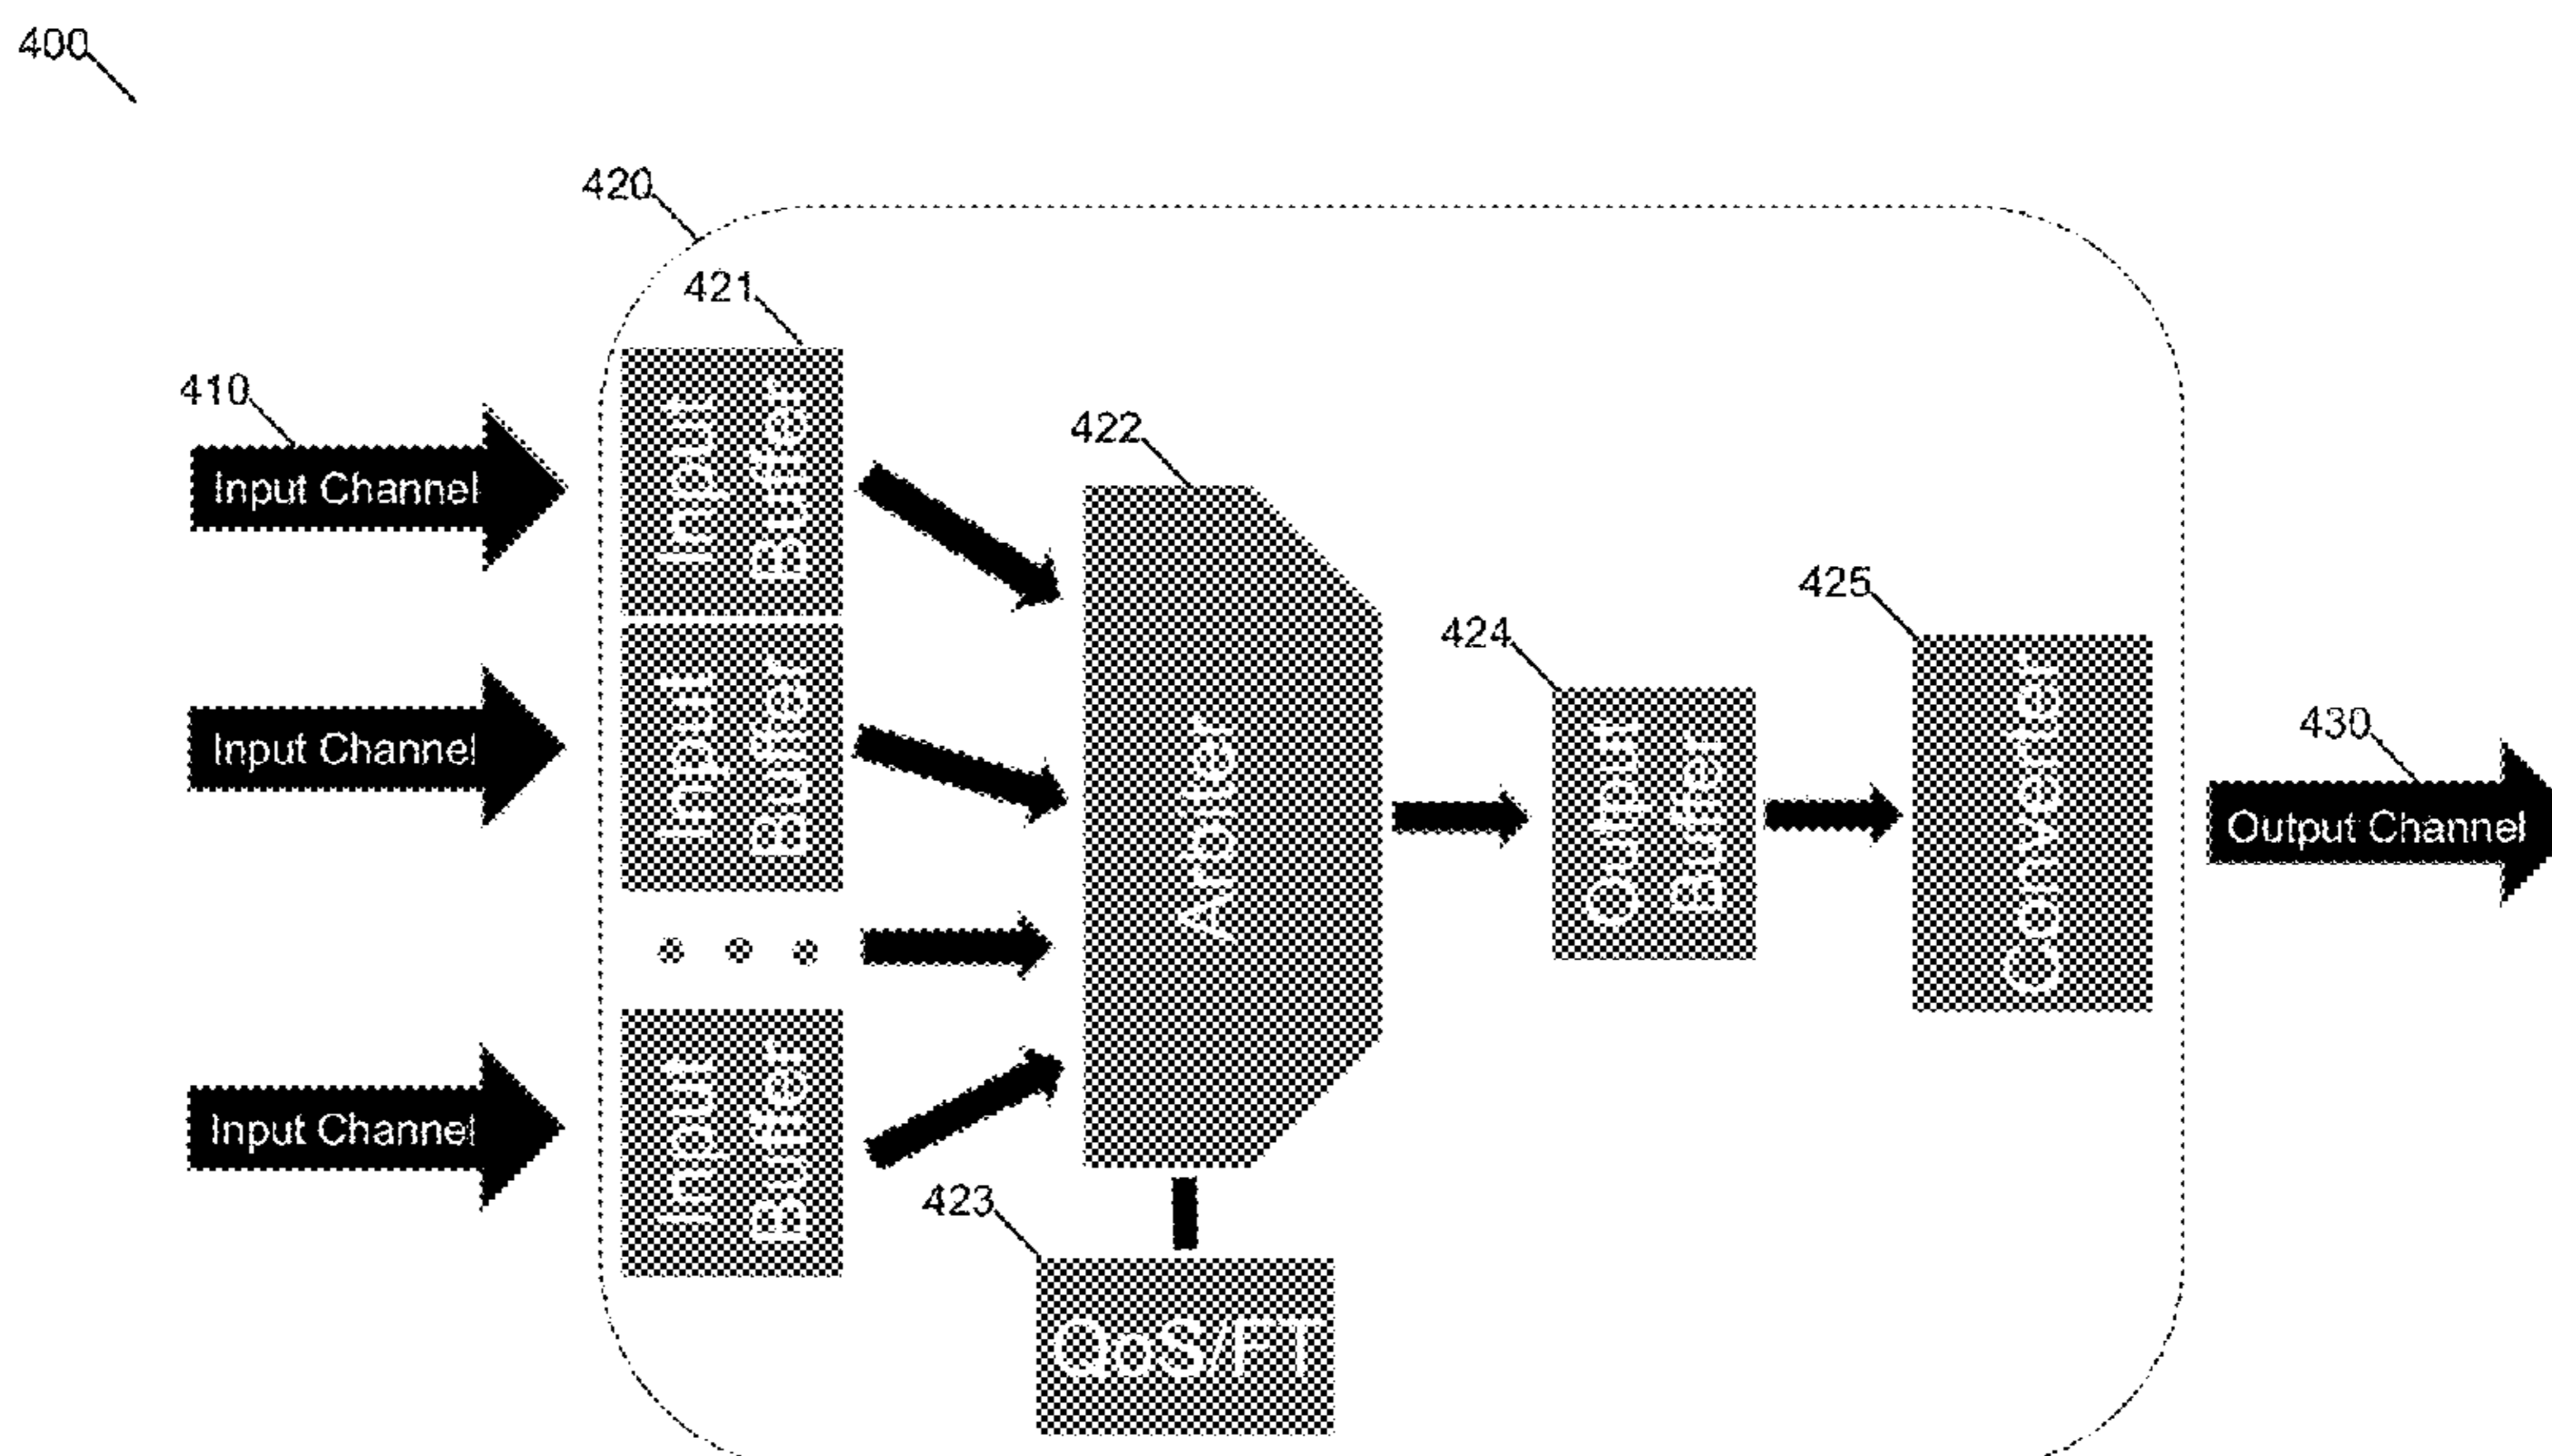 400
420
421
410
Input Channel
Input
Buffer
422
425
424
430
Input Channel
Input
Buffer
Arbiter
Output
Buffer
Converter
Output Channel
Input Channel
Input
Buffer
423
QoS/FT